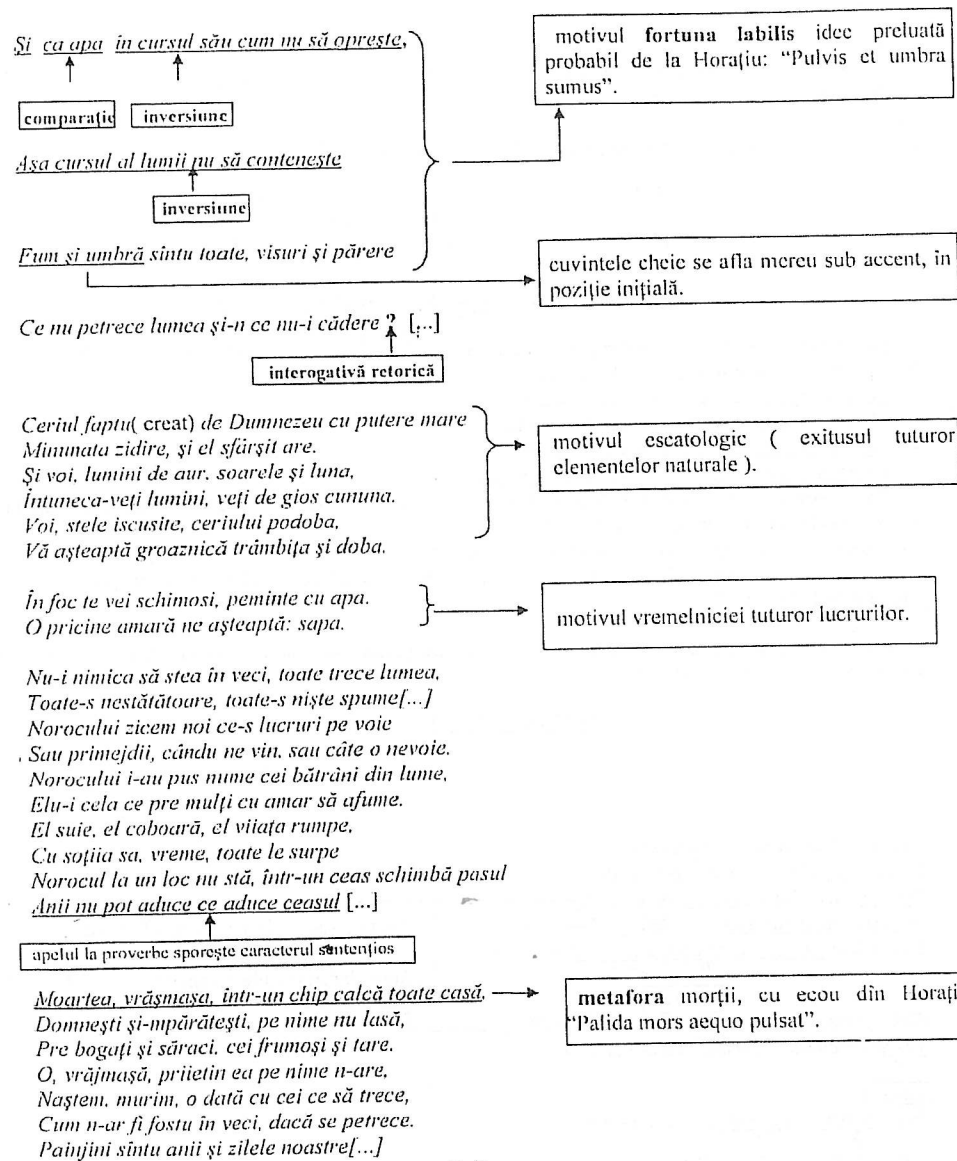 Și ca apa în cursul său cum nu să oprește,
comparație
inversiune
Așa cursul al lumii nu să contenește
inversiune
Fum și umbră sîntu toate, visuri și părere
Ce nu petrece lumea și-n ce nu-i cădere ? [...]
interogativă retorică
motivul fortuna labilis idee preluată
probabil de la Horațiu: “Pulvis et umbra
sumus”.
cuvintele cheie se afla mereu sub accent, în
poziție inițială.
Ceriul faptu( creat) de Dumnezeu cu putere mare
Minunata zidire, și el sfârșit are.
Și voi, lumini de aur, soarele și luna,
Întuneca-veți lumini, veți de gios cununa.
Voi, stele iscusite, ceriului podoba,
Vă așteaptă groaznică trâmbița și doba.
motivul escatologic ( exitusul tuturor
elementelor naturale ).
În foc te vei schimosi, peminte cu apa.
O pricine amară ne așteaptă: sapa.
motivul vremelniciei tuturor lucrurilor.
Nu-i nimica să stea în veci, toate trece lumea,
Toate-s nestătătoare, toate-s niște spume[...]
Norocului zicem noi ce-s lucruri pe voie
Sau primejdii, cându ne vin, sau câte o nevoie.
Norocului i-au pus nume cei bătrâni din lume,
Elu-i cela ce pre mulți cu amar să afume.
El suie, el coboară, el viiața rumpe,
Cu soțiia sa, vreme, toate le surpe
Norocul la un loc nu stă, într-un ceas schimbă pasul
Anii nu pot aduce ce aduce ceasul [...]
apelul la proverbe sporește caracterul sentențios
Moartea, vrășmașa, într-un chip calcă toate casă,
Domnești și-mpărătești, pe nime nu lasă,
Pre bogați și săraci, cei frumoși și tare.
O, vrăjmașă, priietin ea pe nime n-are,
Naștem, murim, o dată cu cei ce să trece,
Cum n-ar fi fostu în veci, dacă se petrece.
Painjini sîntu anii și zilele noastre[...]
metafora morții, cu ecou din Horați
“Palida mors aequo pulsat”.